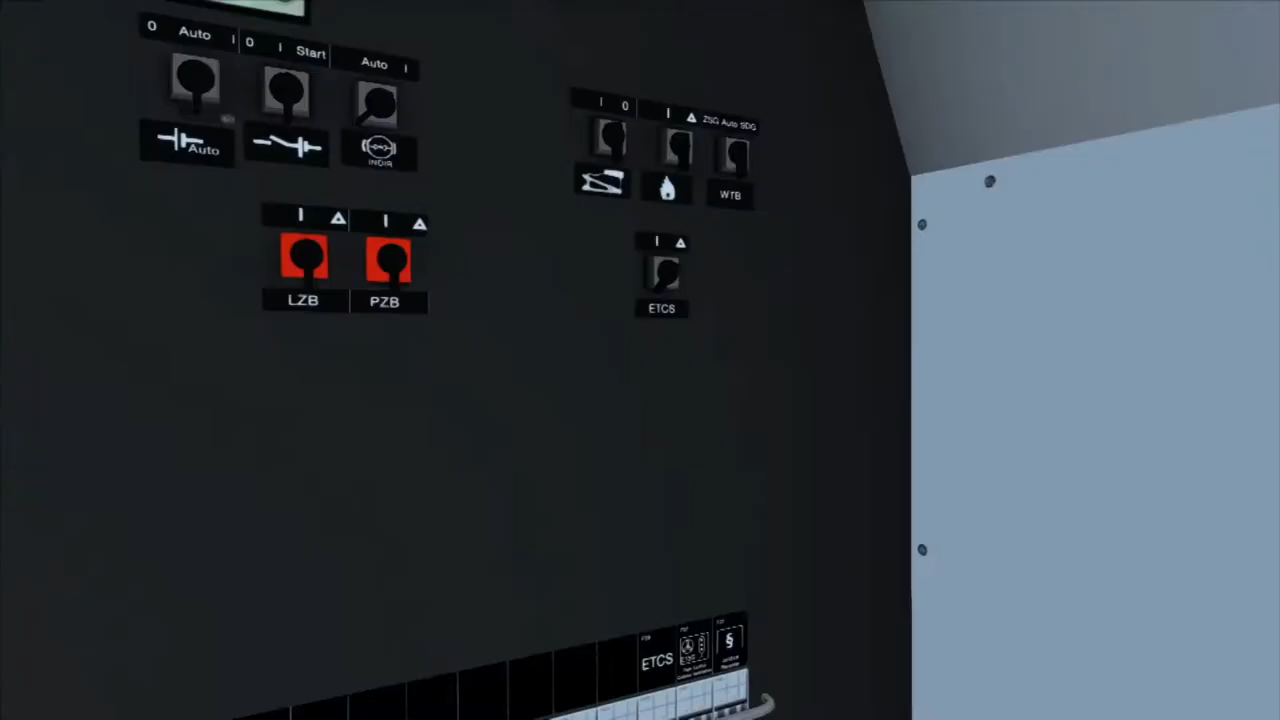 0 Auto I
0 I Start
Auto I
Auto
INDIR
I 0
I
ZSG Auto SDG
WTB
I
I
LZB
PZB
I
ETCS
ETCS
§